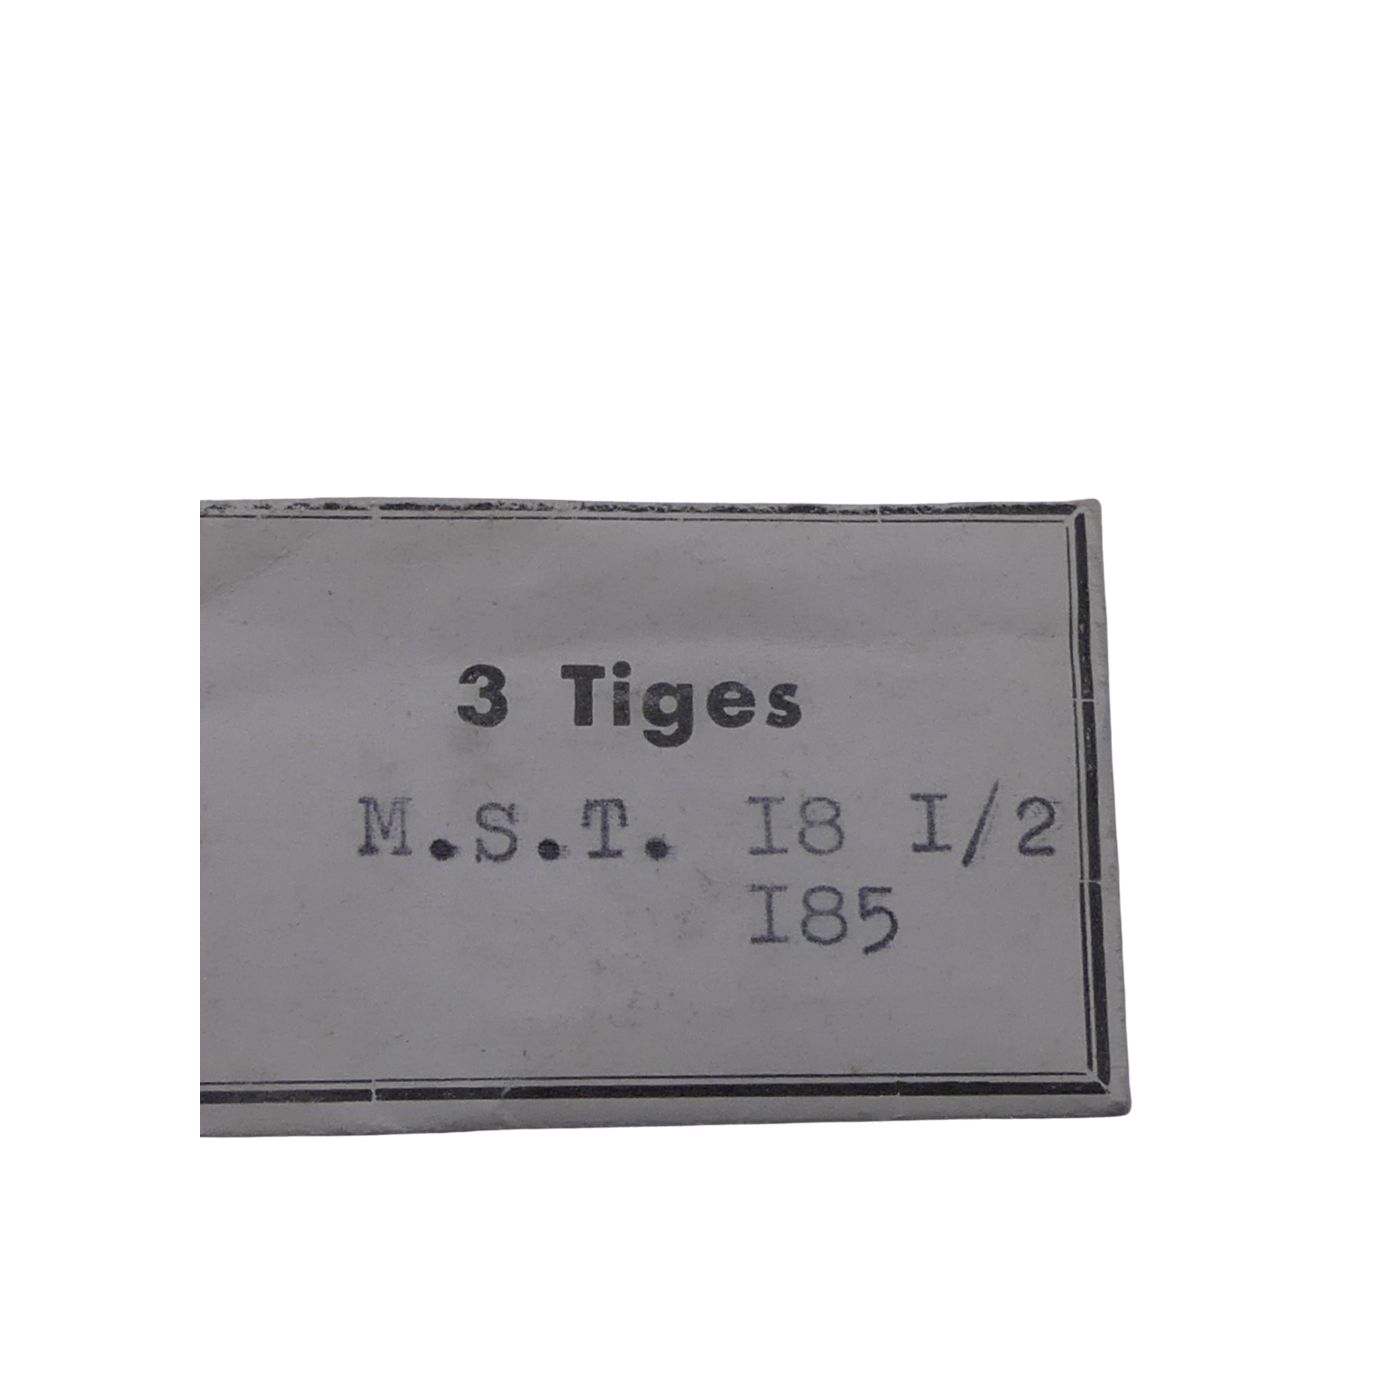 3 Tiges
M.S.T. I8 I/2
I85